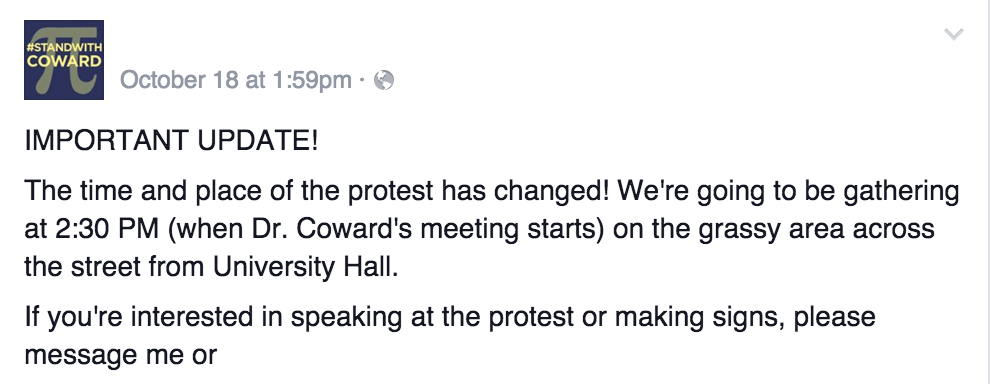 #STANDWITH
COWARD
October 18 at 1:59pm ·
IMPORTANT UPDATE!
The time and place of the protest has changed! We're going to be gathering
at 2:30 PM (when Dr. Coward's meeting starts) on the grassy area across
the street from University Hall.
If you're interested in speaking at the protest or making signs, please
message me or